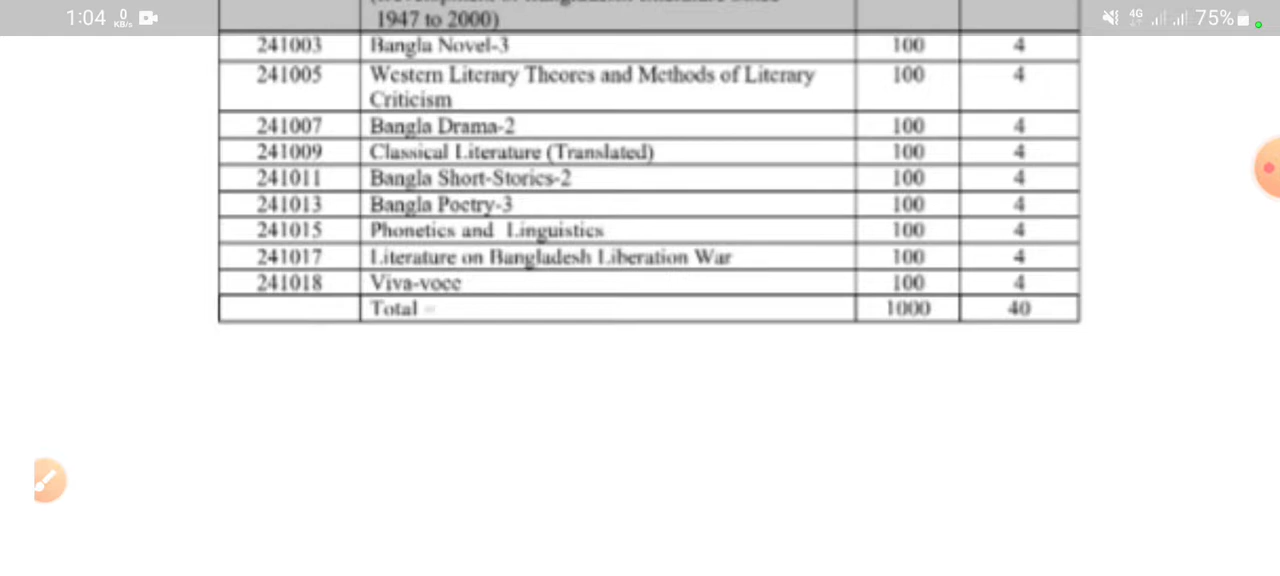 1:04 0 KB/s 4G 75%
1947 to 2000)
241003 Bangla Novel-3 100 4
241005 Western Literary Theores and Methods of Literary 100 4
Criticism
241007 Bangla Drama-2 100 4
241009 Classical Literature (Translated) 100 4
241011 Bangla Short-Stories-2 100 4
241013 Bangla Poetry-3 100 4
241015 Phonetics and Linguistics 100 4
241017 Literature on Bangladesh Liberation War 100 4
241018 Viva-voce 100 4
Total = 1000 40